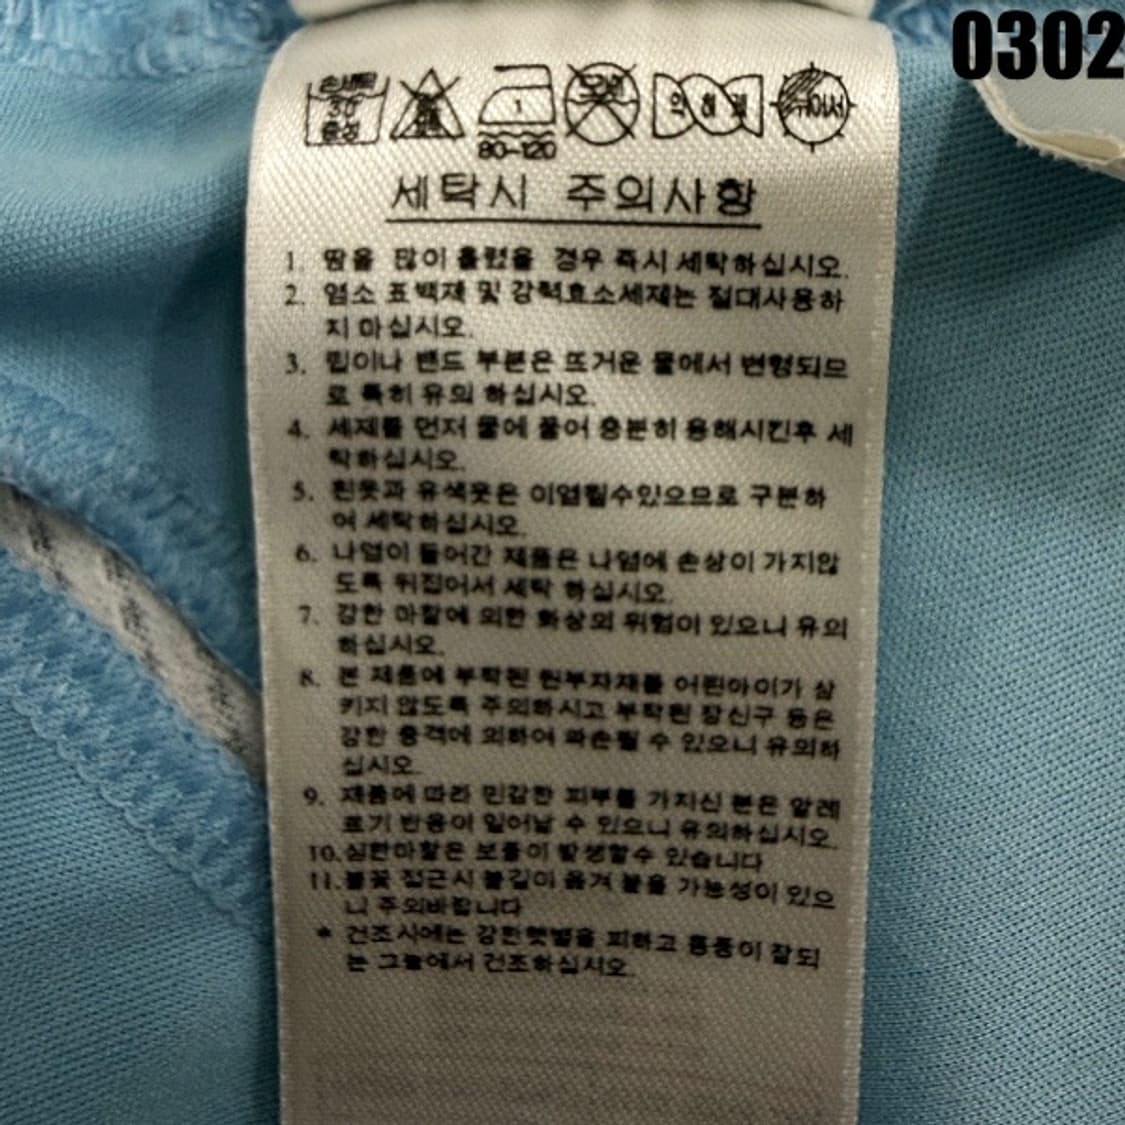 0302
손세탁
30
중성
1
80-120
세탁시 주의사항
1. 땀을 많이 흘렸을 경우 즉시 세탁하십시오.
2. 염소 표백제 및 강력효소세제는 절대사용하
지 마십시오.
3. 립이나 밴드 부분은 뜨거운 물에서 변형되므
로 특히 유의 하십시오.
4. 세제를 먼저 물에 풀어 충분히 용해시킨후 세
탁하십시오.
5. 흰옷과 유색옷은 이염될수있으므로 구분하
여 세탁하십시오.
6. 나염이 들어간 제품은 나염에 손상이 가지않
도록 뒤집어서 세탁 하십시오.
7. 강한 마찰에 의한 화상의 위험이 있으니 유의
하십시오.
8. 본 제품에 부착된 원부자재를 어린아이가 삼
키지 않도록 주의하시고 부착된 장신구 등은
강한 충격에 의하여 파손될 수 있으니 유의하
십시오.
9. 제품에 따라 민감한 피부를 가지신 분은 알레
르기 반응이 일어날 수 있으니 유의하십시오.
10.심한마찰은 보풀이 발생할수 있습니다
11.불꽃 접근시 불길이 옮겨 붙을 가능성이 있으
니 주의바랍니다
* 건조시에는 강한햇볕을 피하고 통풍이 잘되
는 그늘에서 건조하십시오.